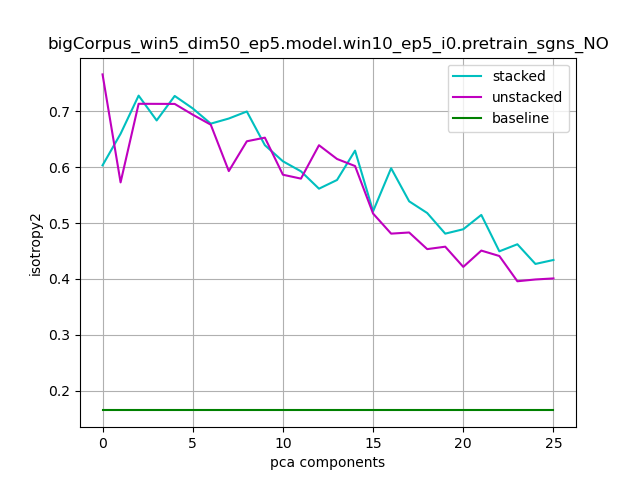 bigCorpus_win5_dim50_ep5.model.win10_ep5_i0.pretrain_sgns_NO
stacked
unstacked
baseline
0.7
0.6
0.5
0.4
0.3
0.2
isotropy2
0 5 10 15 20 25
pca components